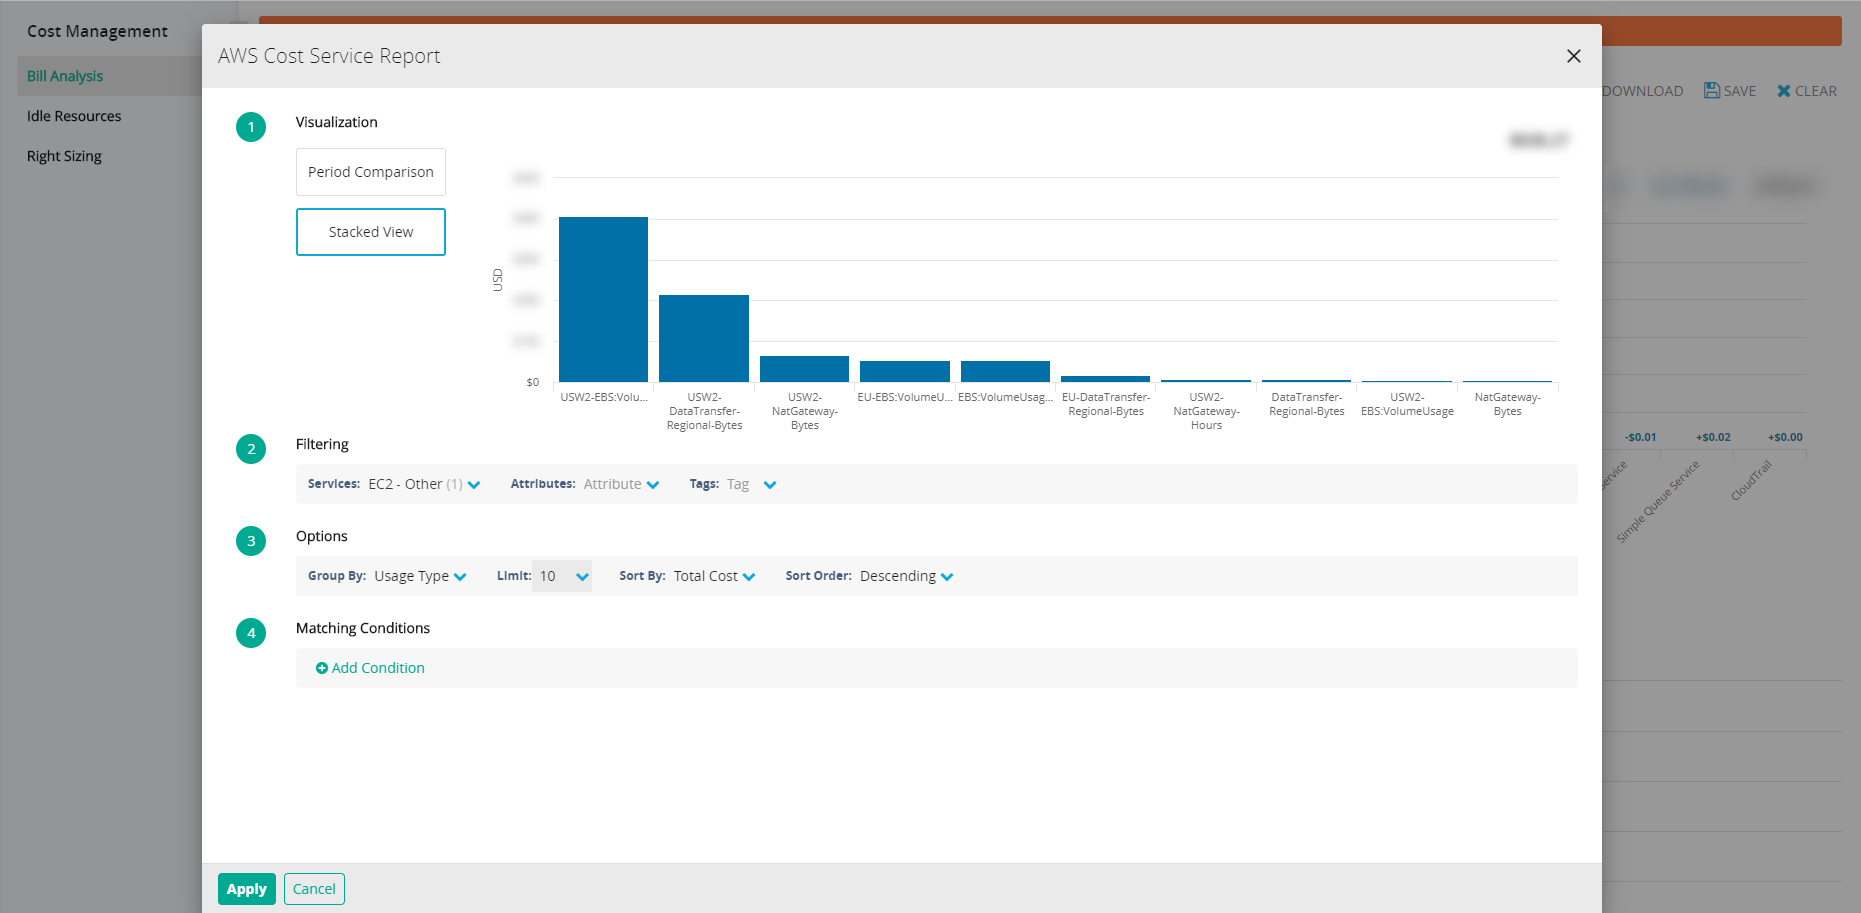 Cost Management
Bill Analysis
Idle Resources
Right Sizing
DOWNLOAD SAVE CLEAR
AWS Cost Service Report
1 Visualization
Period Comparison
Stacked View
USD
$0
USW2-EBS:Volu...
USW2-
DataTransfer-
Regional-Bytes
USW2-
NatGateway-
Bytes
EU-EBS:VolumeU...
EBS:VolumeUsag...
EU-DataTransfer-
Regional-Bytes
USW2-
NatGateway-
Hours
DataTransfer-
Regional-Bytes
USW2-
EBS:VolumeUsage
NatGateway-
Bytes
-$0.01 +$0.02 +$0.00
Simple Queue Service
CloudTrail
2 Filtering
Services: EC2 - Other (1) Attributes: Attribute Tags: Tag
3 Options
Group By: Usage Type Limit: 10 Sort By: Total Cost Sort Order: Descending
4 Matching Conditions
Add Condition
Apply Cancel